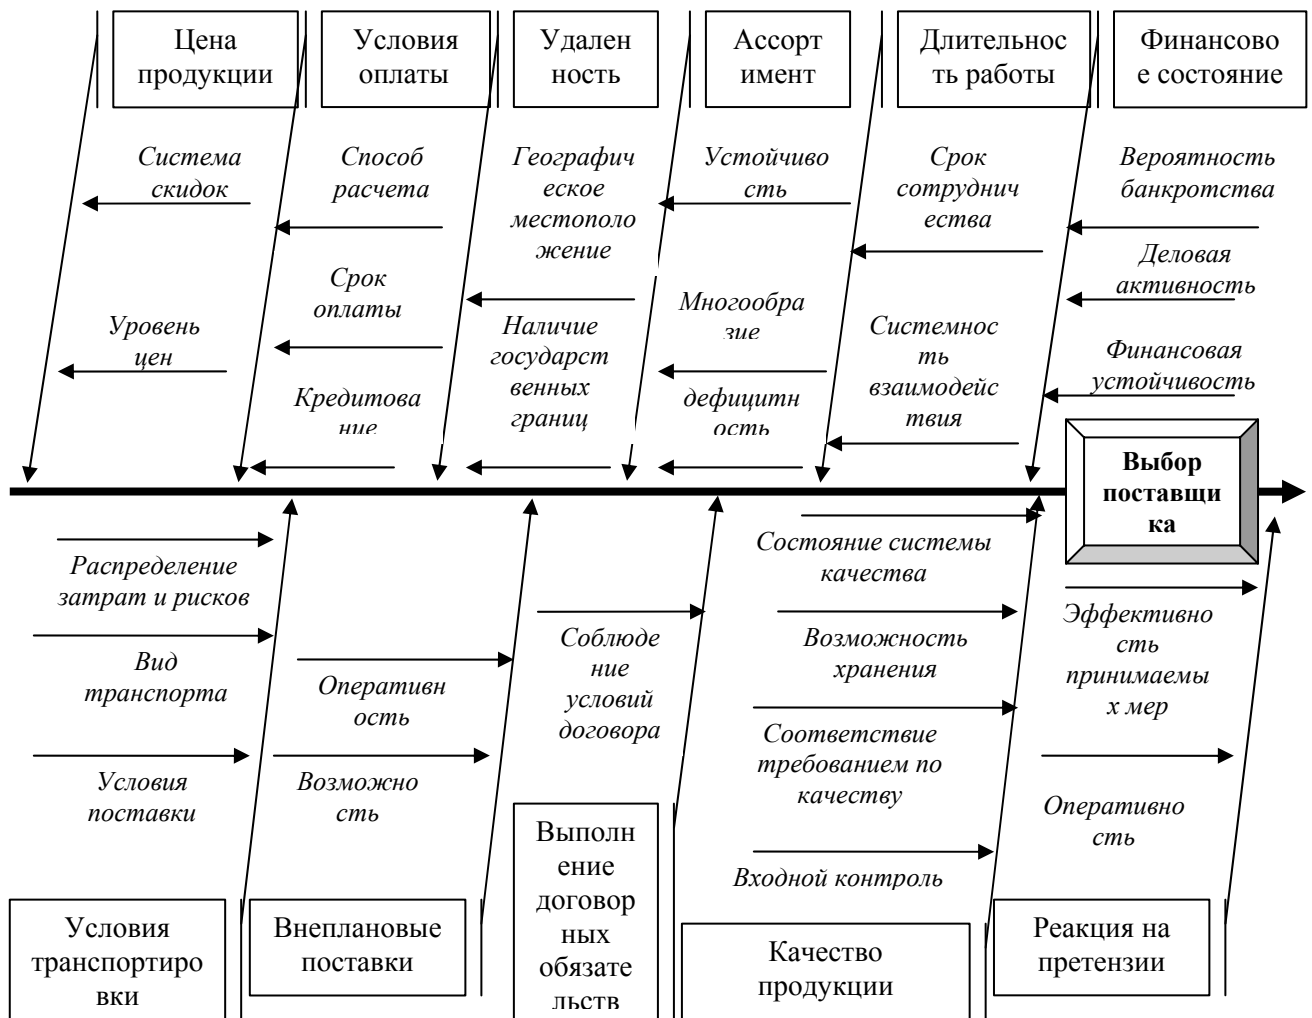 Цена
продукции
Условия
оплаты
Удален
ность
Ассорт
имент
Длительнос
ть работы
Финансово
е состояние
Система
скидок
Уровень
цен
Способ
расчета
Срок
оплаты
Кредитова
ние
Географич
еское
местополо
жение
Наличие
государст
венных
границ
Устойчиво
сть
Многообра
зие
дефицитн
ость
Срок
сотруднич
ества
Системнос
ть
взаимодейс
твия
Вероятность
банкротства
Деловая
активность
Финансовая
устойчивость
Выбор
поставщи
ка
Распределение
затрат и рисков
Вид
транспорта
Условия
поставки
Оперативн
ость
Возможно
сть
Соблюде
ние
условий
договора
Состояние системы
качества
Возможность
хранения
Соответствие
требованием по
качеству
Входной контроль
Эффективно
сть
принимаемы
х мер
Оперативно
сть
Условия
транспортиро
вки
Внеплановые
поставки
Выполн
ение
договор
ных
обязате
льств
Качество
продукции
Реакция на
претензии